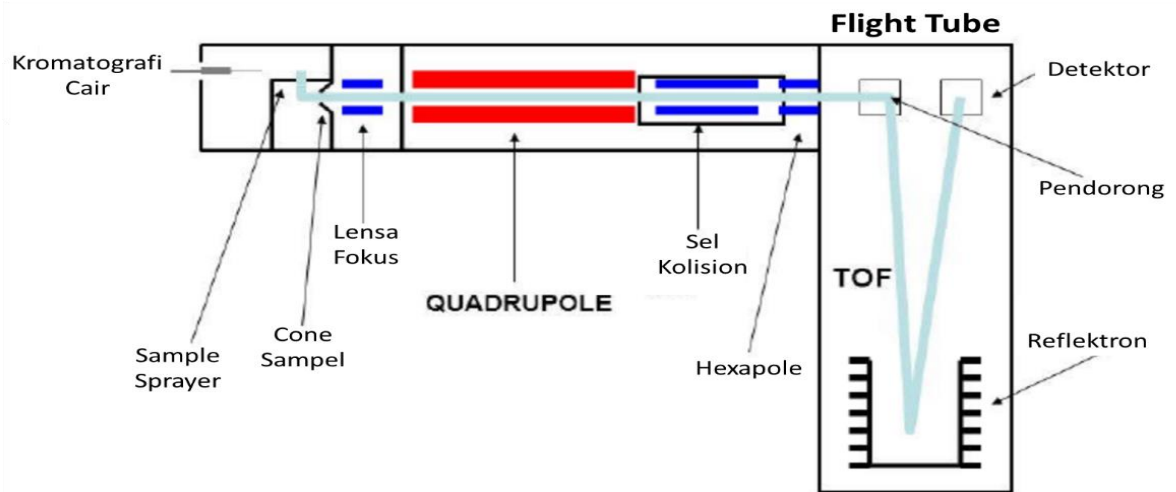 Flight Tube
Kromatografi
Cair
Detektor
Pendorong
Lensa
Fokus
Sel
Kolision
QUADRUPOLE
TOF
Cone
Sampel
Sample
Sprayer
Hexapole
Reflektron